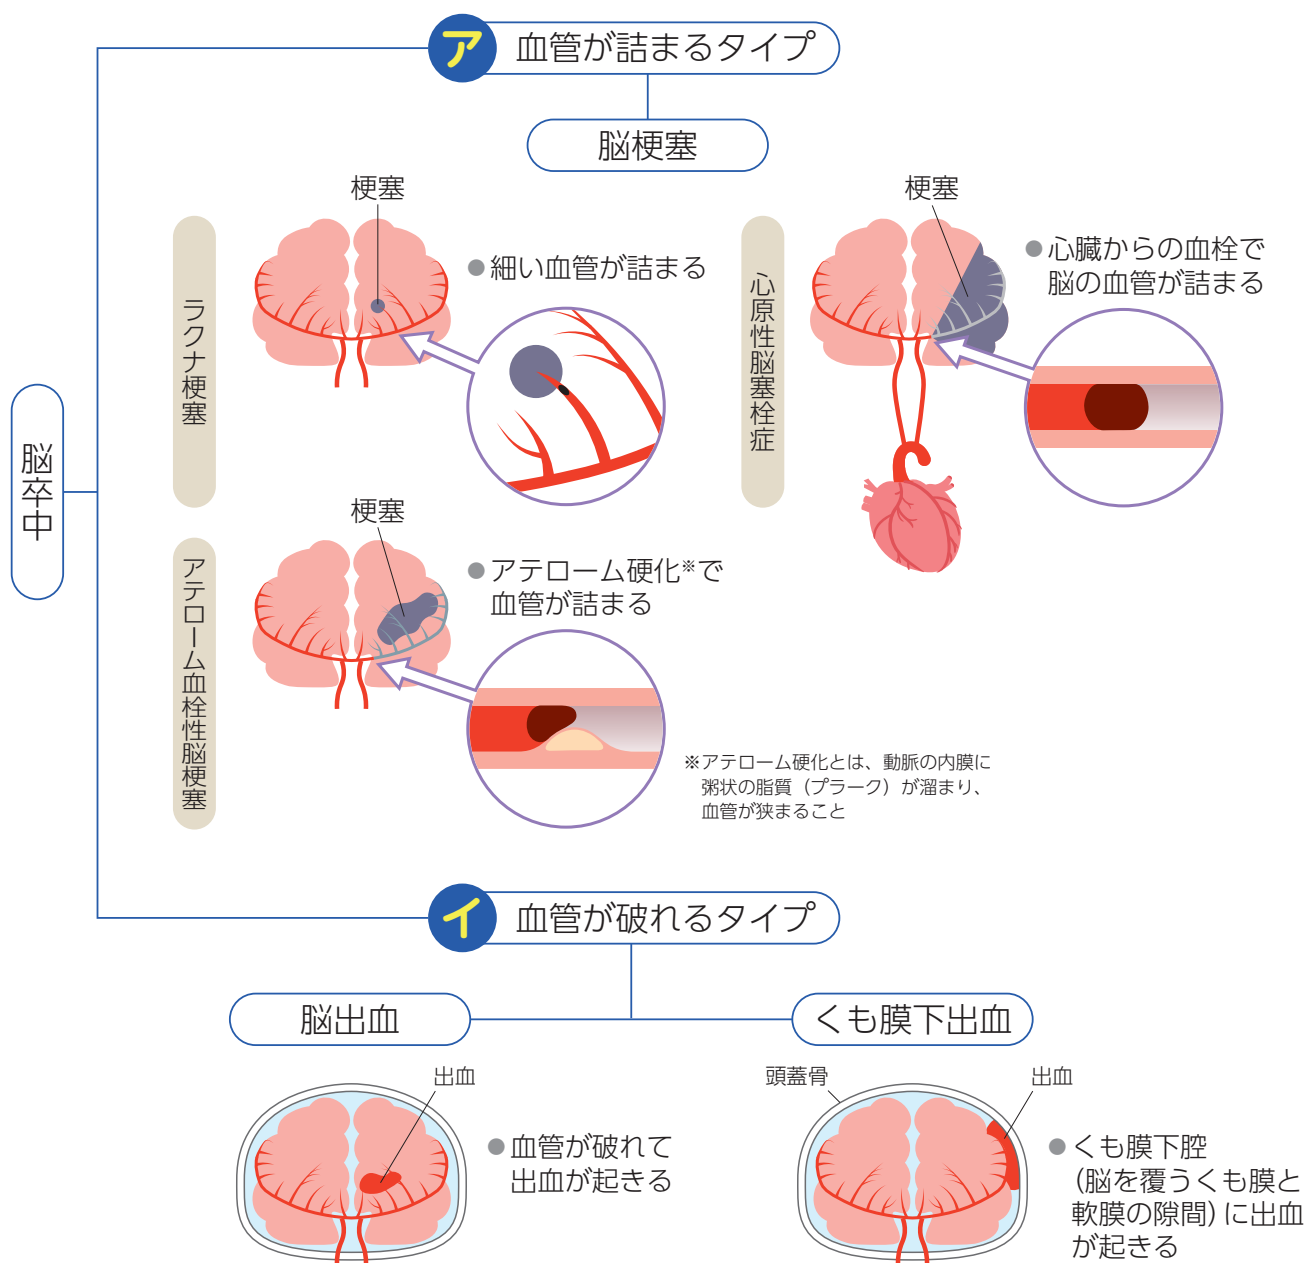 脳卒中
ア 血管が詰まるタイプ
脳梗塞
ラクナ梗塞
梗塞
●細い血管が詰まる
心原性脳塞栓症
梗塞
●心臓からの血栓で
脳の血管が詰まる
アテローム血栓性脳梗塞
梗塞
●アテローム硬化※で
血管が詰まる
※アテローム硬化とは、動脈の内膜に
粥状の脂質（プラーク）が溜まり、
血管が狭まること
イ 血管が破れるタイプ
脳出血
出血
●血管が破れて
出血が起きる
くも膜下出血
頭蓋骨
出血
●くも膜下腔
(脳を覆うくも膜と
軟膜の隙間)に出血
が起きる